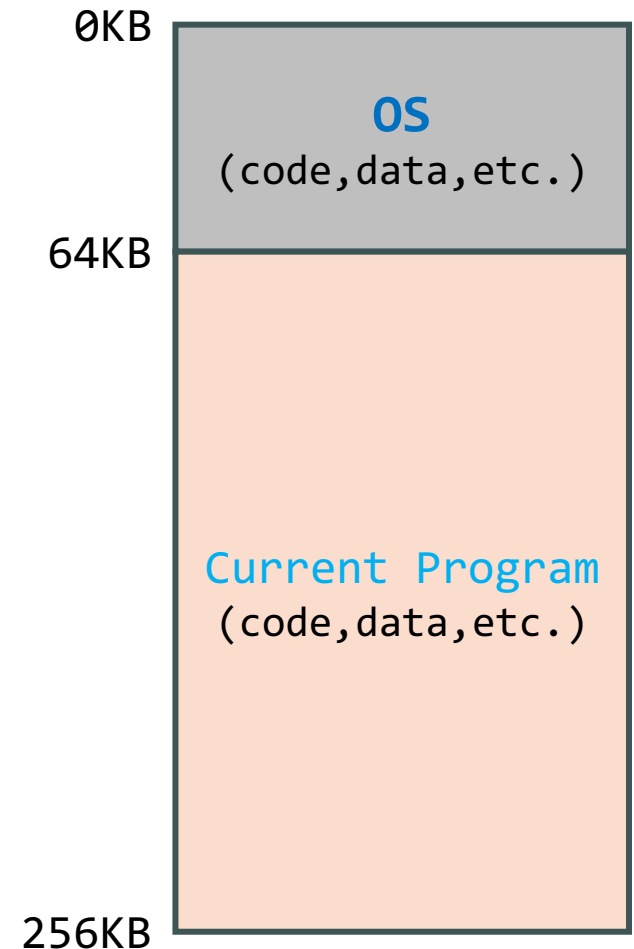 0KB
OS
(code,data,etc.)
64KB
Current Program
(code,data,etc.)
256KB